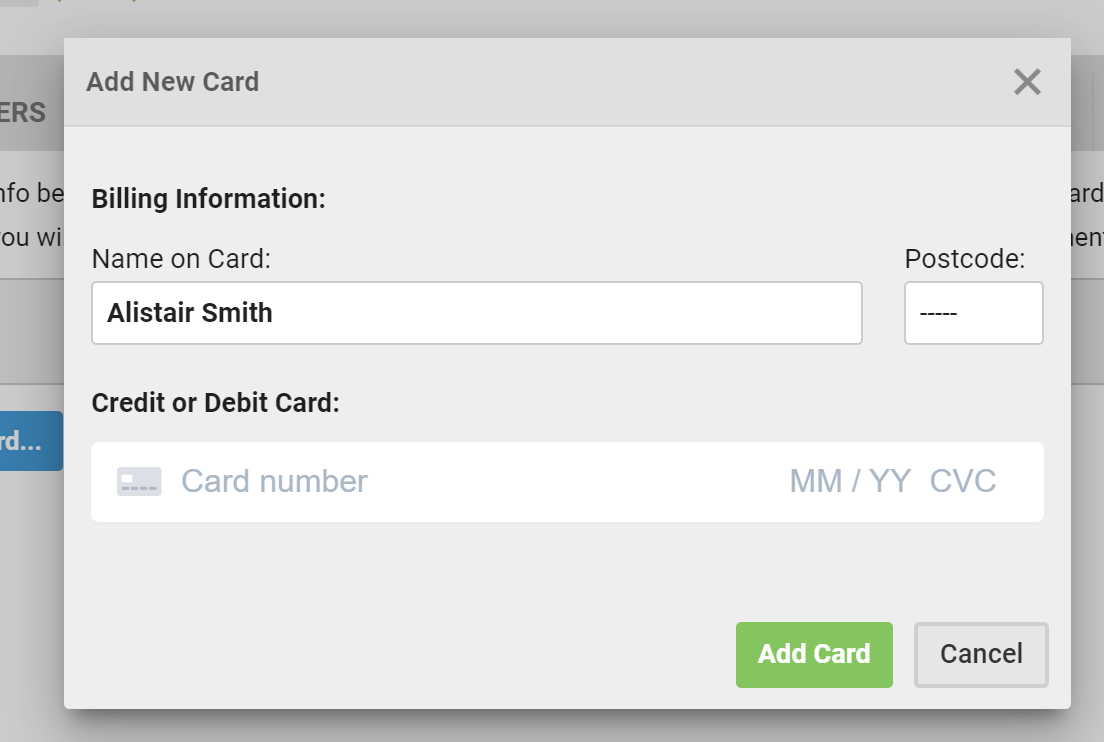 Add New Card
ERS
Billing Information:
Name on Card:
Postcode:
Alistair Smith
-----
Credit or Debit Card:
Card number
MM / YY CVC
Add Card
Cancel